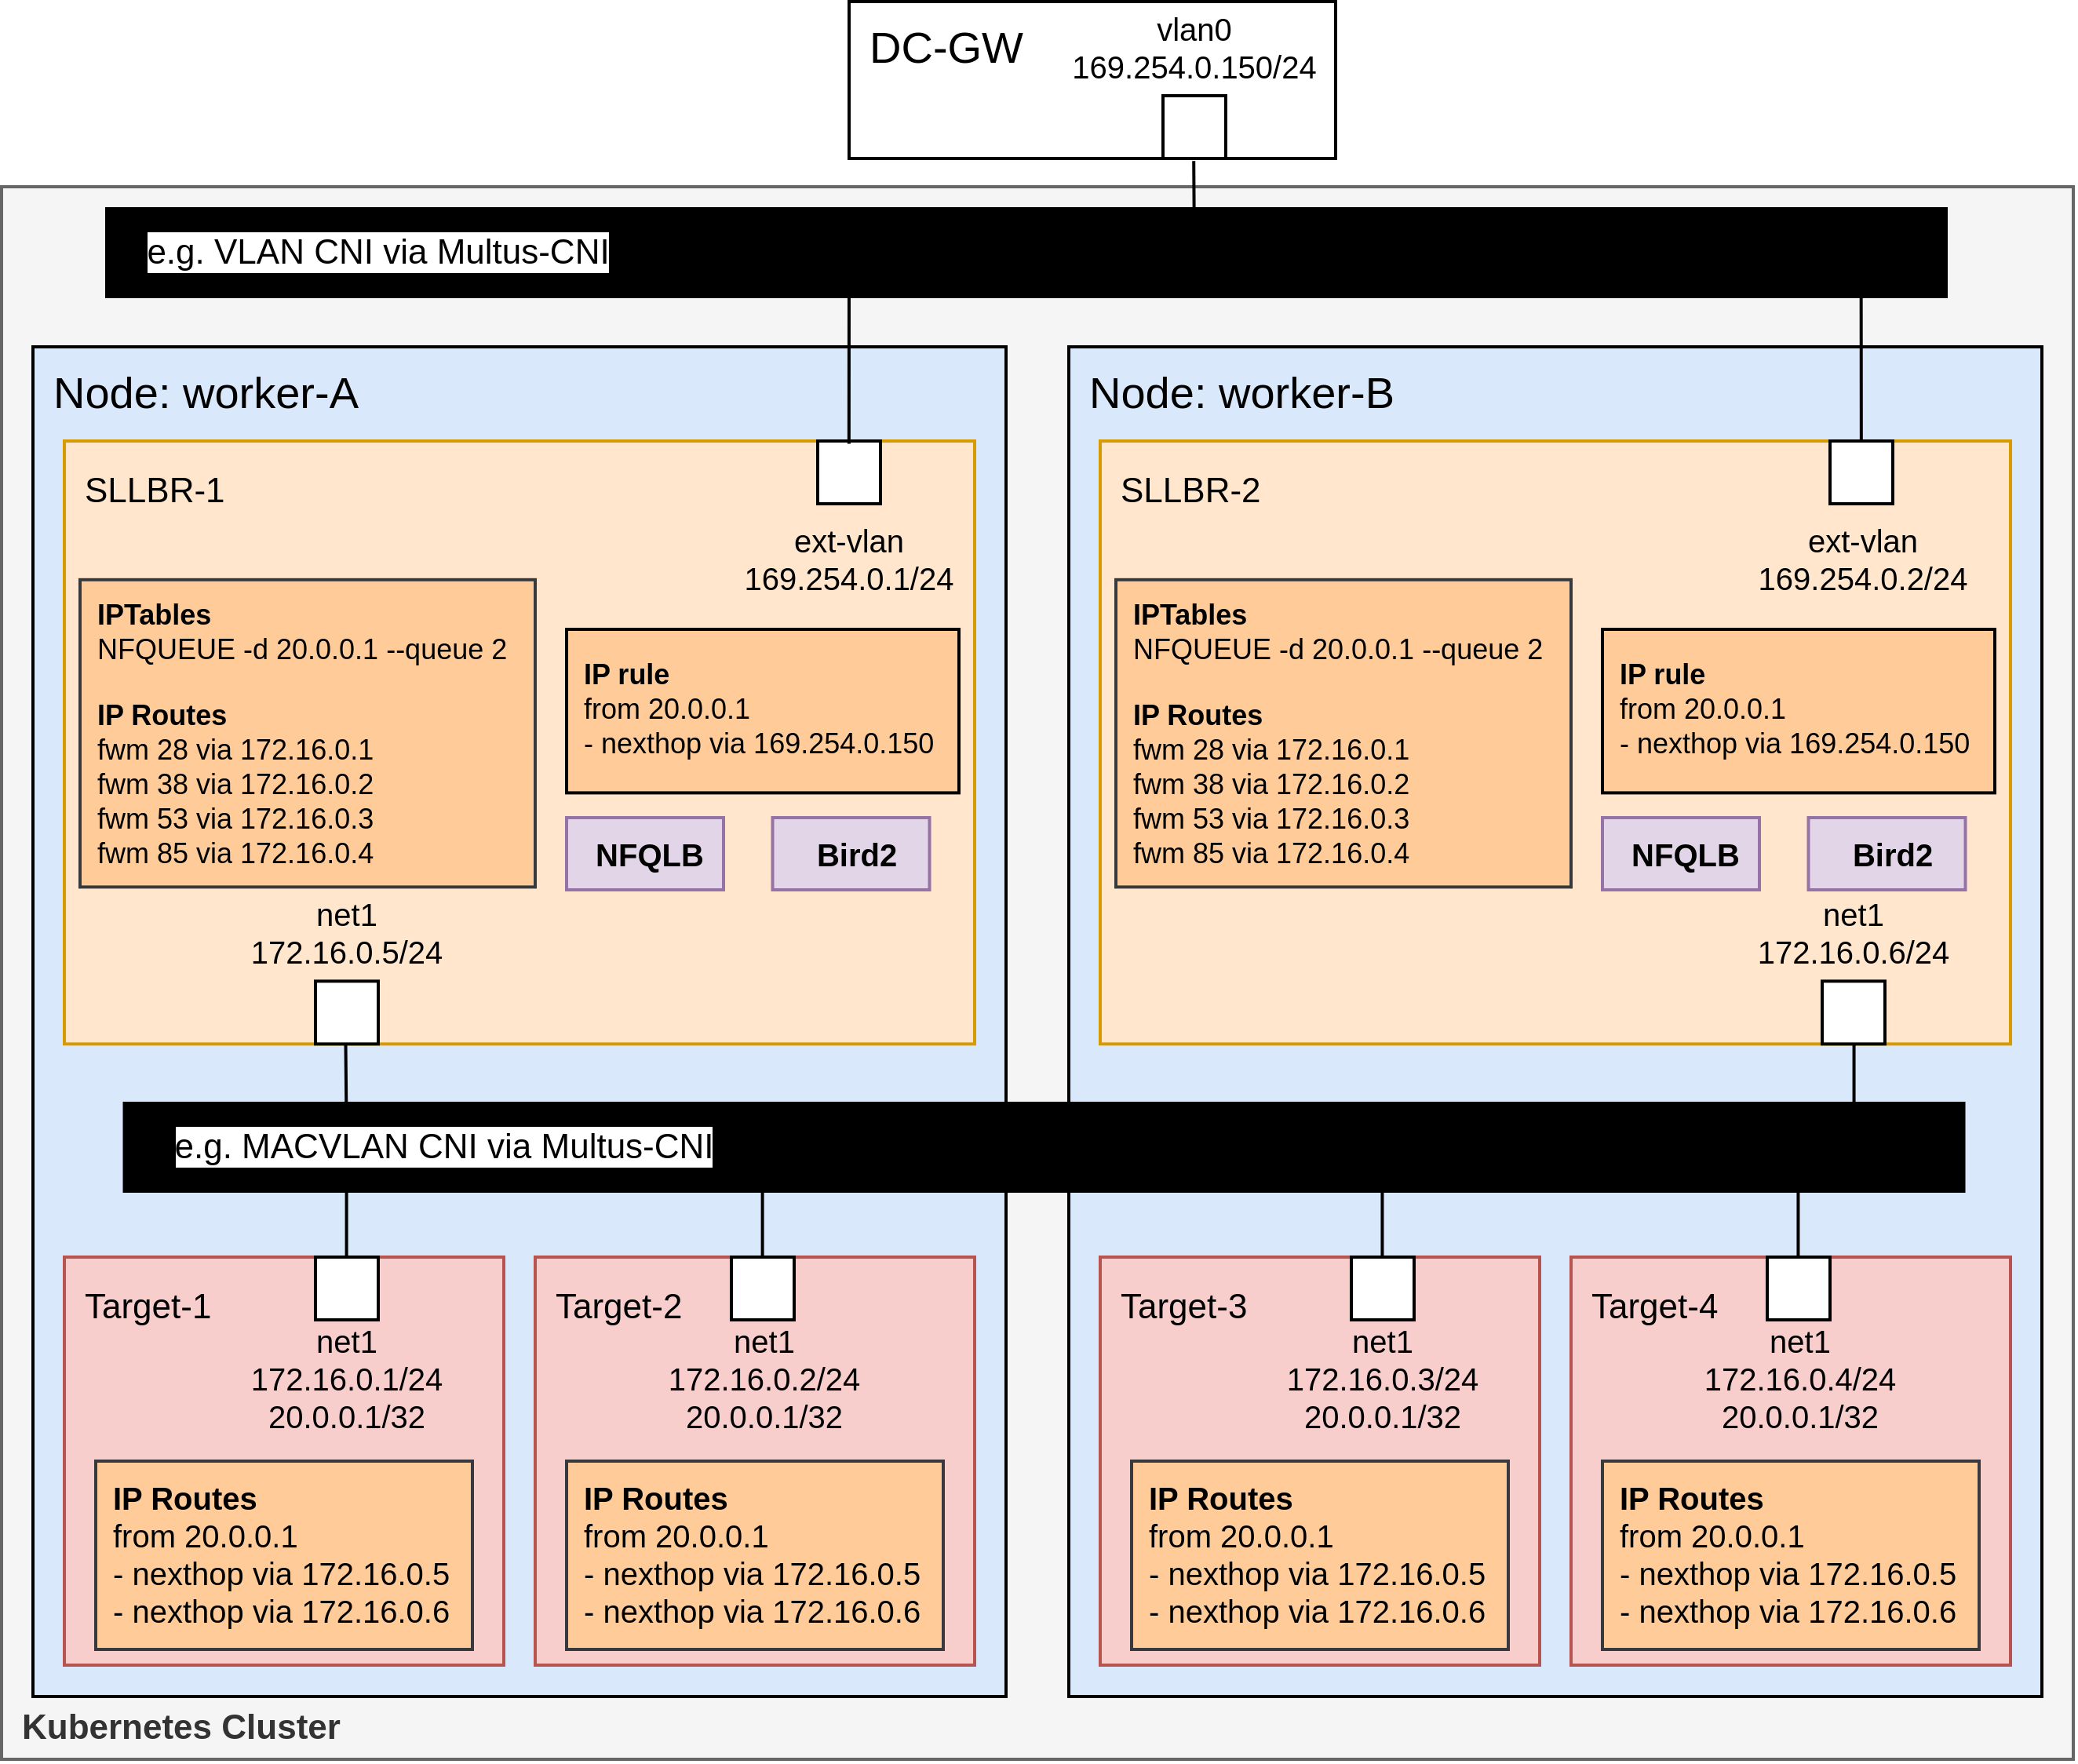 DC-GW
vlan0
169.254.0.150/24
e.g. VLAN CNI via Multus-CNI
Node: worker-A
SLLBR-1
ext-vlan
169.254.0.1/24
IPTables
NFQUEUE -d 20.0.0.1 --queue 2
IP Routes
fwm 28 via 172.16.0.1
fwm 38 via 172.16.0.2
fwm 53 via 172.16.0.3
fwm 85 via 172.16.0.4
IP rule
from 20.0.0.1
- nexthop via 169.254.0.150
NFQLB
Bird2
net1
172.16.0.5/24
Node: worker-B
SLLBR-2
ext-vlan
169.254.0.2/24
IPTables
NFQUEUE -d 20.0.0.1 --queue 2
IP Routes
fwm 28 via 172.16.0.1
fwm 38 via 172.16.0.2
fwm 53 via 172.16.0.3
fwm 85 via 172.16.0.4
IP rule
from 20.0.0.1
- nexthop via 169.254.0.150
NFQLB
Bird2
net1
172.16.0.6/24
e.g. MACVLAN CNI via Multus-CNI
Target-1
net1
172.16.0.1/24
20.0.0.1/32
IP Routes
from 20.0.0.1
- nexthop via 172.16.0.5
- nexthop via 172.16.0.6
Target-2
net1
172.16.0.2/24
20.0.0.1/32
IP Routes
from 20.0.0.1
- nexthop via 172.16.0.5
- nexthop via 172.16.0.6
Target-3
net1
172.16.0.3/24
20.0.0.1/32
IP Routes
from 20.0.0.1
- nexthop via 172.16.0.5
- nexthop via 172.16.0.6
Target-4
net1
172.16.0.4/24
20.0.0.1/32
IP Routes
from 20.0.0.1
- nexthop via 172.16.0.5
- nexthop via 172.16.0.6
Kubernetes Cluster